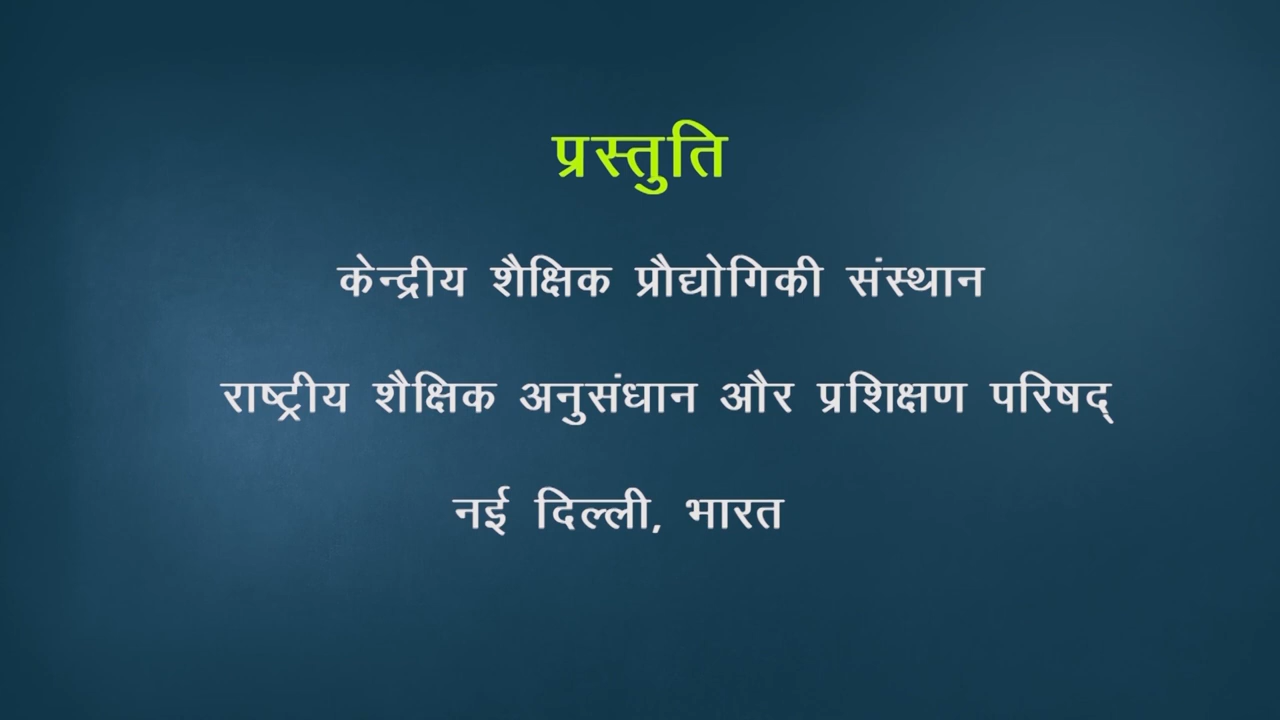 प्रस्तुति
केन्द्रीय शैक्षिक प्रौद्योगिकी संस्थान
राष्ट्रीय शैक्षिक अनुसंधान और प्रशिक्षण परिषद्
नई दिल्ली, भारत